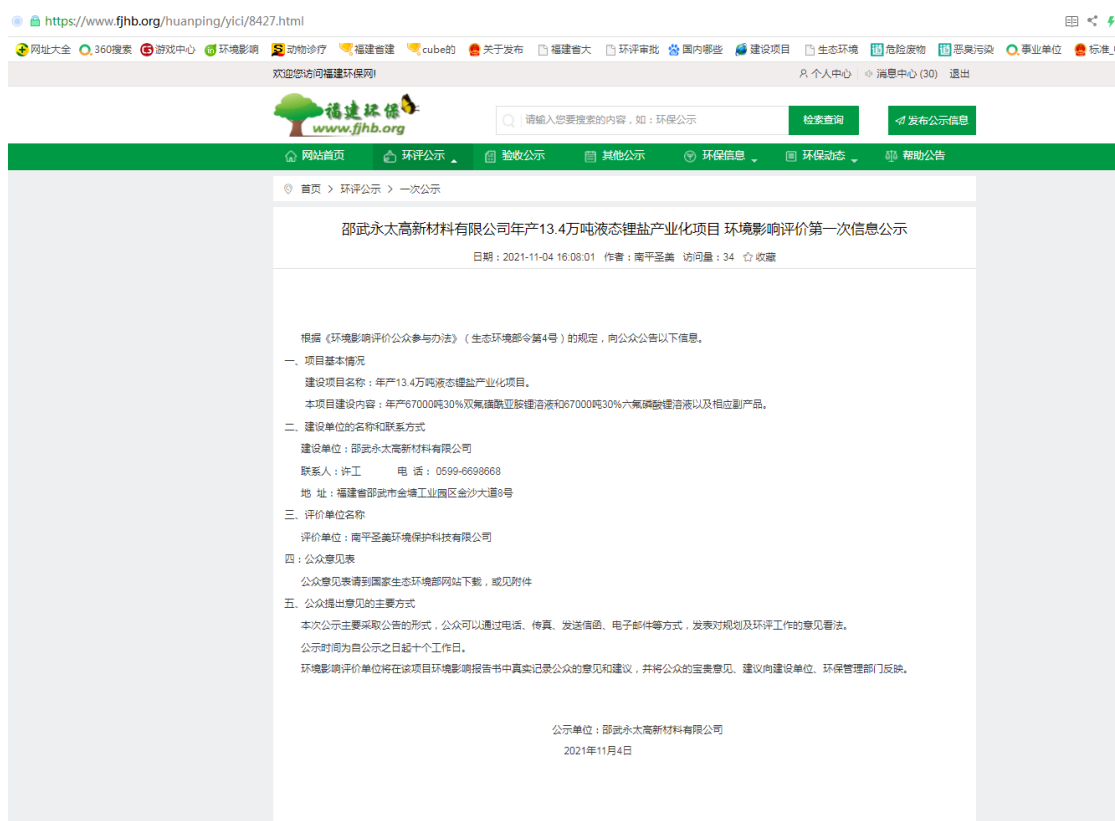 https://www.fjhb.org/huanping/yici/8427.html
网址大全 360搜索 游戏中心 环境影响 动物诊疗 福建省建 cube的 关于发布 福建省大 环评审批 国内哪些 建设项目 生态环境 危险废物 恶臭污染 事业单位 标准_
欢迎您访问福建环保网!
个人中心 消息中心 (30) 退出
福建环保
www.fjhb.org
请输入您要搜索的内容，如：环保公示
检索查询
发布公示信息
网站首页 环评公示 验收公示 其他公示 环保信息 环保动态 帮助公告
首页 > 环评公示 > 一次公示
邵武永太高新材料有限公司年产13.4万吨液态锂盐产业化项目 环境影响评价第一次信息公示
日期：2021-11-04 16:08:01 作者：南平圣美 访问量：34 收藏
根据《环境影响评价公众参与办法》（生态环境部令第4号）的规定，向公众公告以下信息。
一、项目基本情况
建设项目名称：年产13.4万吨液态锂盐产业化项目。
本项目建设内容：年产67000吨30%双氟磺酰亚胺锂溶液和67000吨30%六氟磷酸锂溶液以及相应副产品。
二、建设单位的名称和联系方式
建设单位：邵武永太高新材料有限公司
联系人：许工 电 话： 0599-6698668
地 址：福建省邵武市金塘工业园区金沙大道8号
三、评价单位名称
评价单位：南平圣美环境保护科技有限公司
四：公众意见表
公众意见表请到国家生态环境部网站下载，或见附件
五、公众提出意见的主要方式
本次公示主要采取公告的形式，公众可以通过电话、传真、发送信函、电子邮件等方式，发表对规划及环评工作的意见看法。
公示时间为自公示之日起十个工作日。
环境影响评价单位将在该项目环境影响报告书中真实记录公众的意见和建议，并将公众的宝贵意见、建议向建设单位、环保管理部门反映。
公示单位：邵武永太高新材料有限公司
2021年11月4日